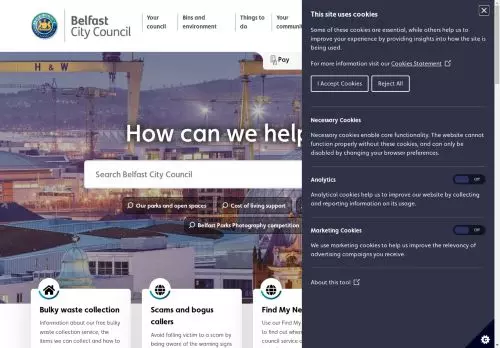 Belfast
City Council
Your
council
Bins and
environment
Things to
do
Your
Pay
H & W
How can we help
Search Belfast City Council
Our parks and open spaces
Cost of living support
Belfast Parks Photography competition
Bulky waste collection
Information about our free bulky
waste collection service, the
items we can collect and how to
Scams and bogus
callers
Avoid falling victim to a scam by
being aware of the warning signs
Find My Ne
Use our Find My
to find out where
council service o
This site uses cookies
Some of these cookies are essential, while others help us to
improve your experience by providing insights into how the site is
being used.
For more information visit our Cookies Statement
I Accept Cookies
Reject All
Necessary Cookies
Necessary cookies enable core functionality. The website cannot
function properly without these cookies, and can only be
disabled by changing your browser preferences.
Analytics
Off
Analytical cookies help us to improve our website by collecting
and reporting information on its usage.
Marketing Cookies
Off
We use marketing cookies to help us improve the relevancy of
advertising campaigns you receive.
About this tool